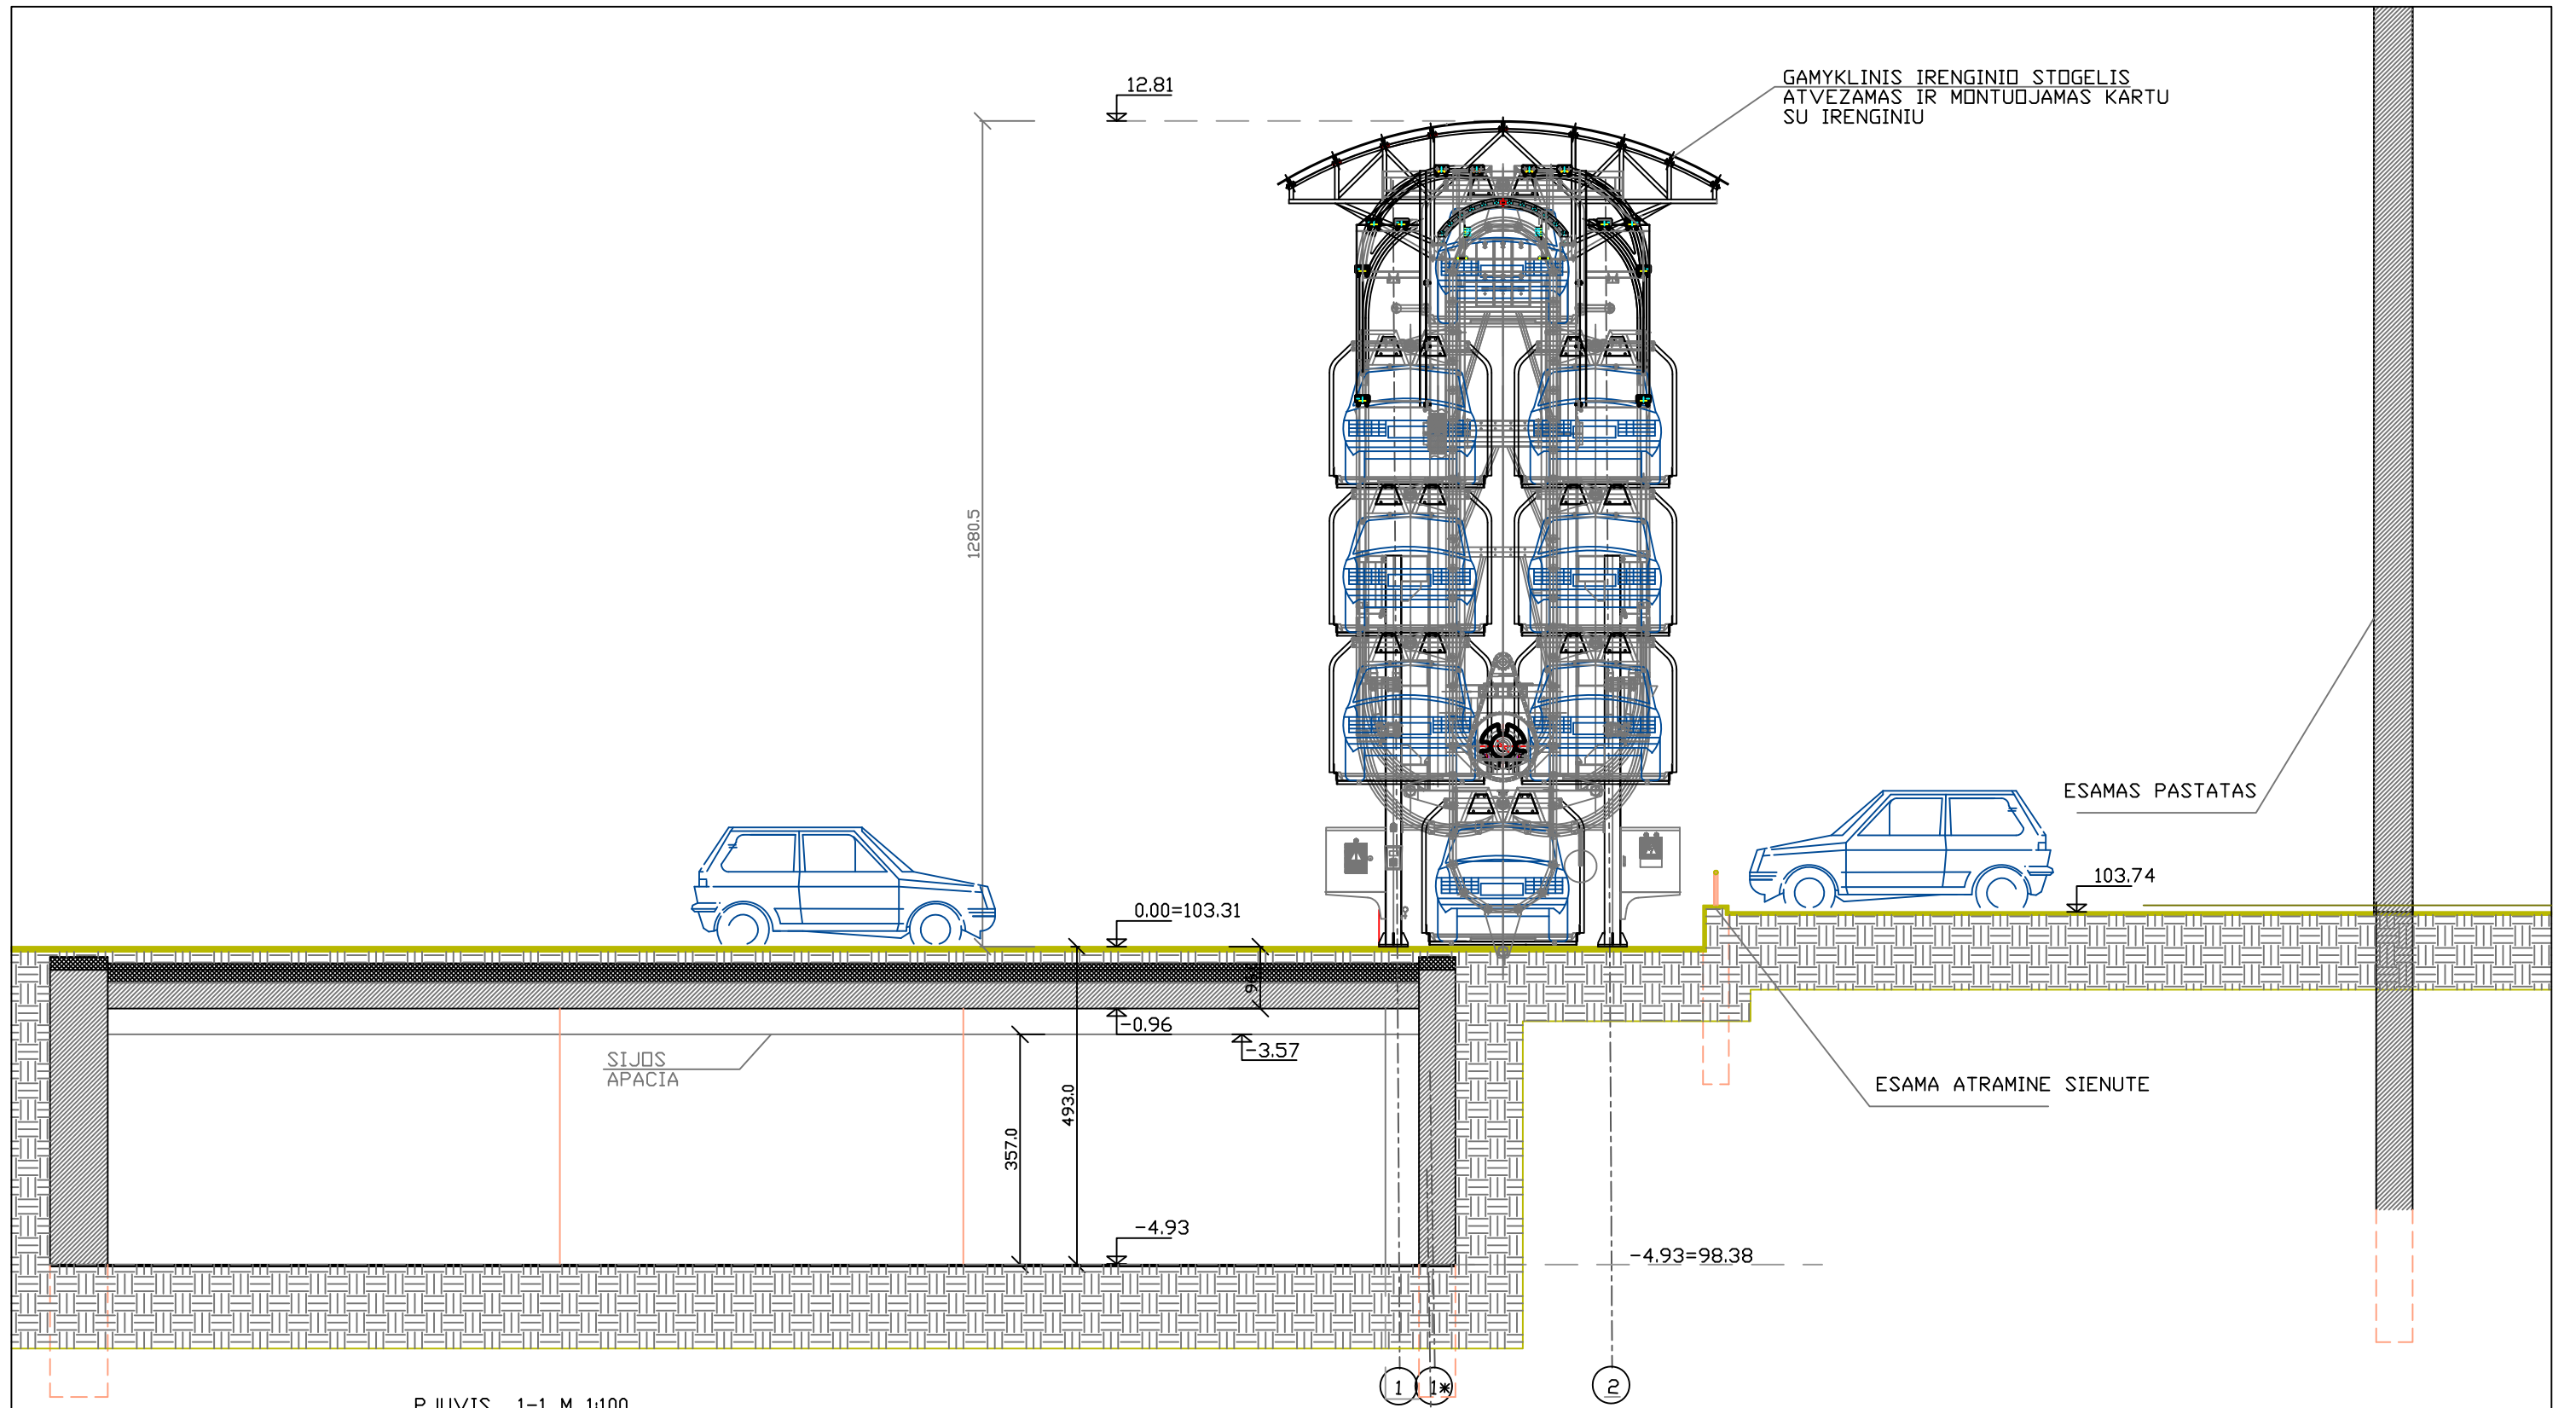 12.81
GAMYKLINIS IRENGINIO STOGELIS
ATVEZAMAS IR MONTUOJAMAS KARTU
SU IRENGINIU
1280.5
ESAMAS PASTATAS
103.74
0.00=103.31
-0.96
-3.57
SIJOS
APACIA
493.0
357.0
ESAMA ATRAMINE SIENUTE
-4.93
-4.93=98.38
1
1*
2
PJUVIS 1-1 M 1:100